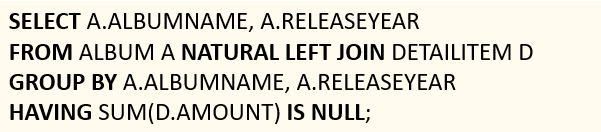 SELECT A.ALBUMNAME, A.RELEASEYEAR
FROM ALBUM A NATURAL LEFT JOIN DETAILITEM D
GROUP BY A.ALBUMNAME, A.RELEASEYEAR
HAVING SUM(D.AMOUNT) IS NULL;